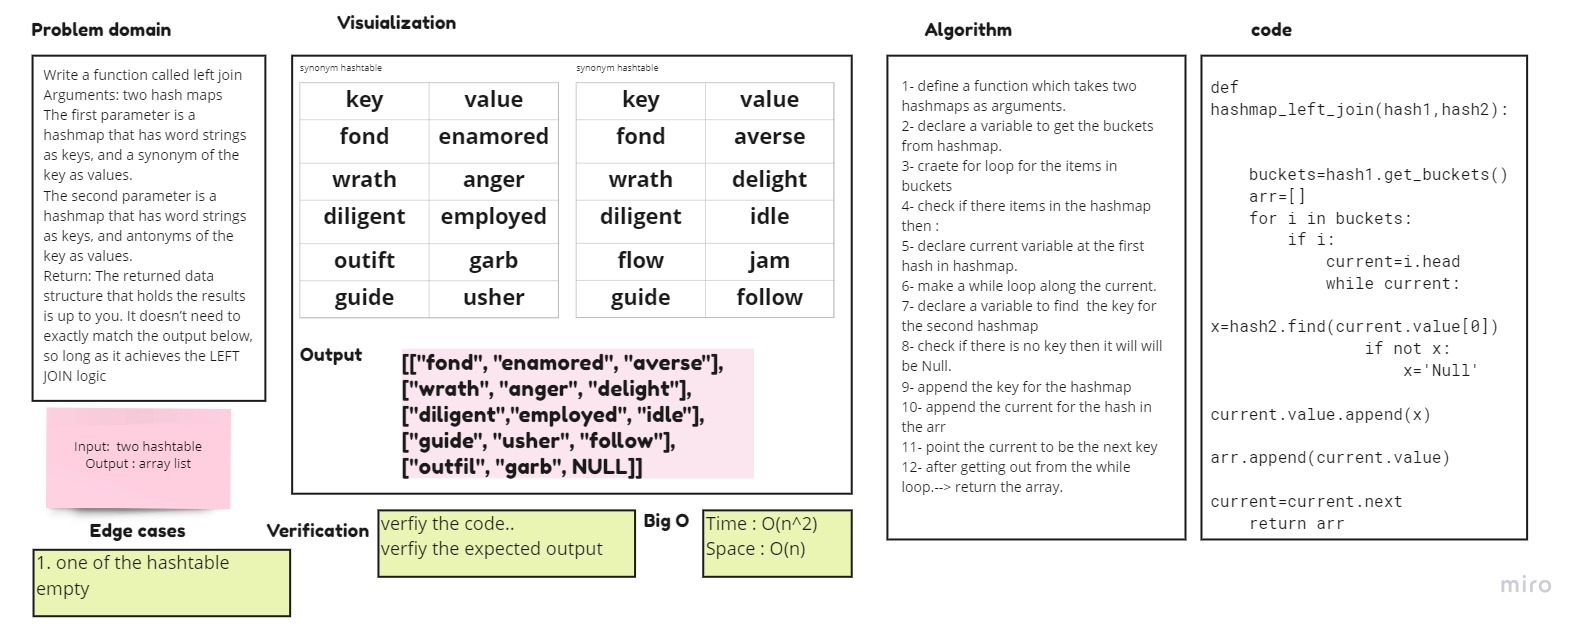 Problem domain
Write a function called left join
Arguments: two hash maps
The first parameter is a
hashmap that has word strings
as keys, and a synonym of the
key as values.
The second parameter is a
hashmap that has word strings
as keys, and antonyms of the
key as values.
Return: The returned data
structure that holds the results
is up to you. It doesn’t need to
exactly match the output below,
so long as it achieves the LEFT
JOIN logic
Input: two hashtable
Output : array list
Edge cases
1. one of the hashtable
empty
Visuialization
synonym hashtable
key value
fond enamored
wrath anger
diligent employed
outift garb
guide usher
synonym hashtable
key value
fond averse
wrath delight
diligent idle
flow jam
guide follow
Output
[["fond", "enamored", "averse"],
["wrath", "anger", "delight"],
["diligent","employed", "idle"],
["guide", "usher", "follow"],
["outfil", "garb", NULL]]
Verification
verfiy the code..
verfiy the expected output
Big O
Time : O(n^2)
Space : O(n)
Algorithm
1- define a function which takes two
hashmaps as arguments.
2- declare a variable to get the buckets
from hashmap.
3- craete for loop for the items in
buckets
4- check if there items in the hashmap
then :
5- declare current variable at the first
hash in hashmap.
6- make a while loop along the current.
7- declare a variable to find the key for
the second hashmap
8- check if there is no key then it will will
be Null.
9- append the key for the hashmap
10- append the current for the hash in
the arr
11- point the current to be the next key
12- after getting out from the while
loop.--> return the array.
code
def
hashmap_left_join(hash1,hash2):
buckets=hash1.get_buckets()
arr=[]
for i in buckets:
if i:
current=i.head
while current:
x=hash2.find(current.value[0])
if not x:
x='Null'
current.value.append(x)
arr.append(current.value)
current=current.next
return arr
miro